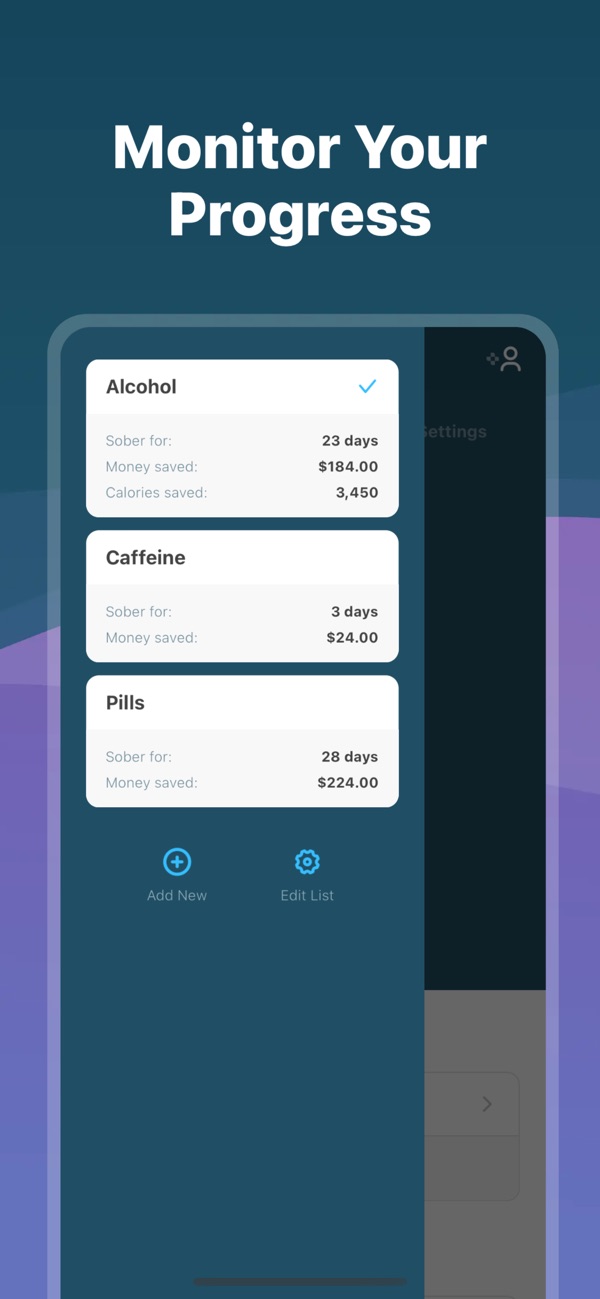 Monitor Your
Progress
Alcohol
Settings
Sober for: 23 days
Money saved: $184.00
Calories saved: 3,450
Caffeine
Sober for: 3 days
Money saved: $24.00
Pills
Sober for: 28 days
Money saved: $224.00
Add New Edit List